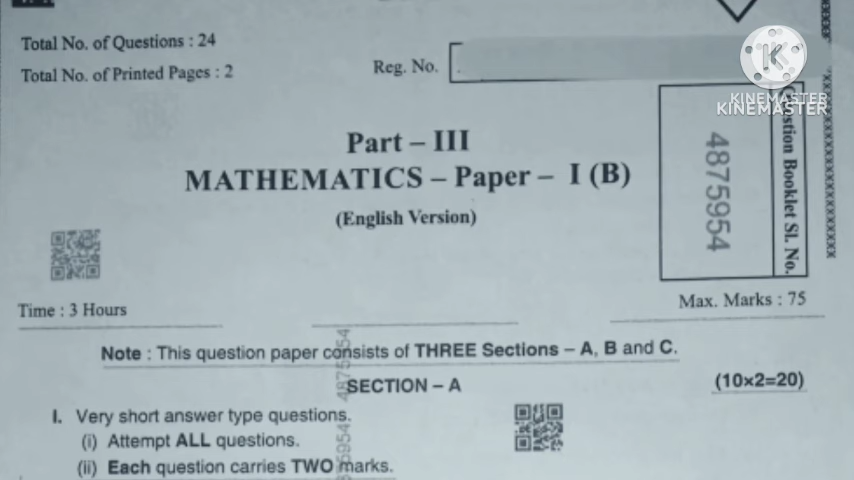 Total No. of Questions : 24
Total No. of Printed Pages : 2
Reg. No.
KINEMASTER
KINEMASTER
Part – III
MATHEMATICS – Paper – I (B)
(English Version)
4875954
Question Booklet Sl. No.
Time : 3 Hours
Max. Marks : 75
Note : This question paper consists of THREE Sections – A, B and C.
SECTION – A
(10×2=20)
I. Very short answer type questions.
(i) Attempt ALL questions.
(ii) Each question carries TWO marks.